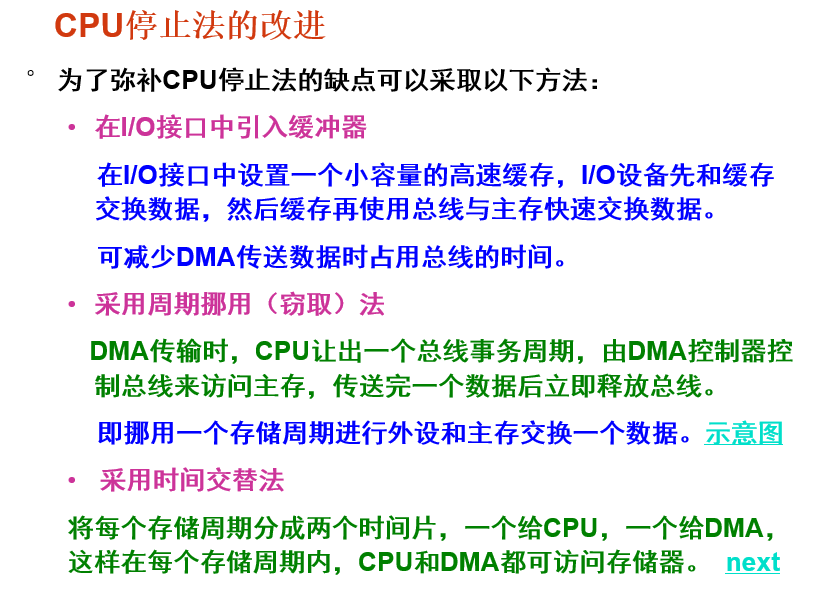 CPU停止法的改进
° 为了弥补CPU停止法的缺点可以采取以下方法：
• 在I/O接口中引入缓冲器
在I/O接口中设置一个小容量的高速缓存，I/O设备先和缓存
交换数据，然后缓存再使用总线与主存快速交换数据。
可减少DMA传送数据时占用总线的时间。
• 采用周期挪用（窃取）法
DMA传输时，CPU让出一个总线事务周期，由DMA控制器控
制总线来访问主存，传送完一个数据后立即释放总线。
即挪用一个存储周期进行外设和主存交换一个数据。示意图
• 采用时间交替法
将每个存储周期分成两个时间片，一个给CPU，一个给DMA，
这样在每个存储周期内，CPU和DMA都可访问存储器。 next